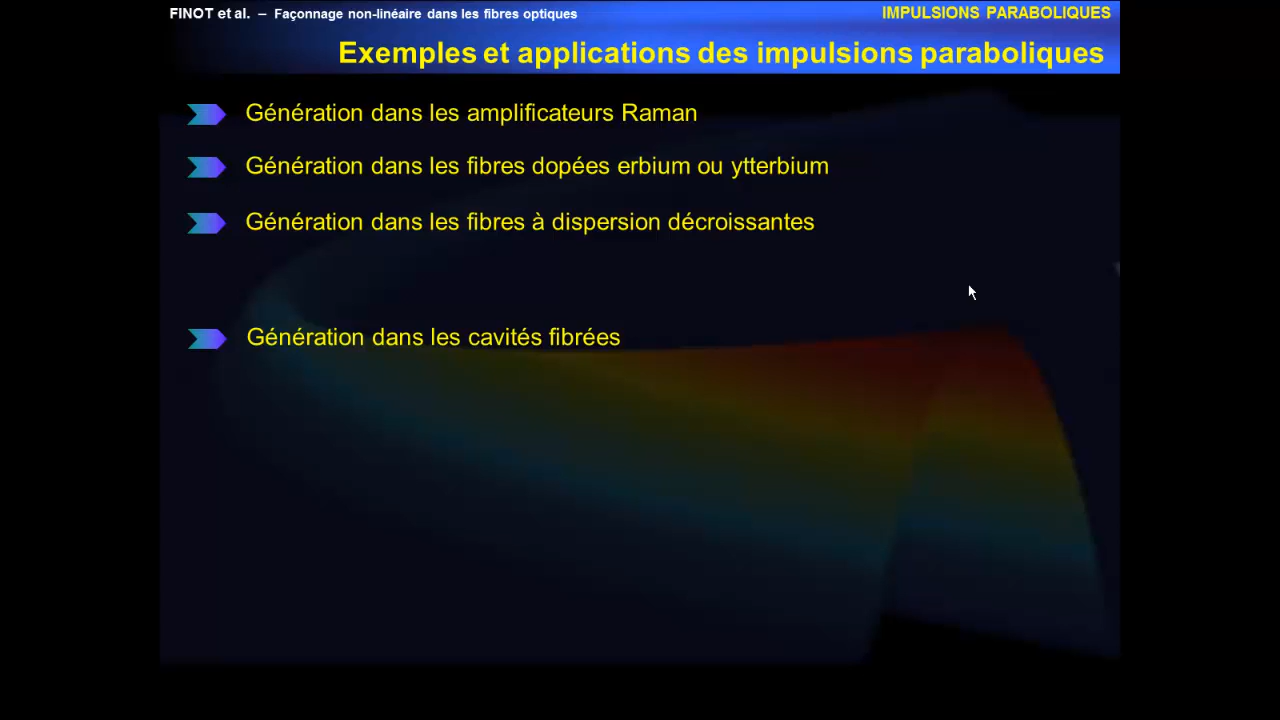 FINOT et al. – Façonnage non-linéaire dans les fibres optiques
IMPULSIONS PARABOLIQUES
Exemples et applications des impulsions paraboliques
Génération dans les amplificateurs Raman
Génération dans les fibres dopées erbium ou ytterbium
Génération dans les fibres à dispersion décroissantes
Génération dans les cavités fibrées